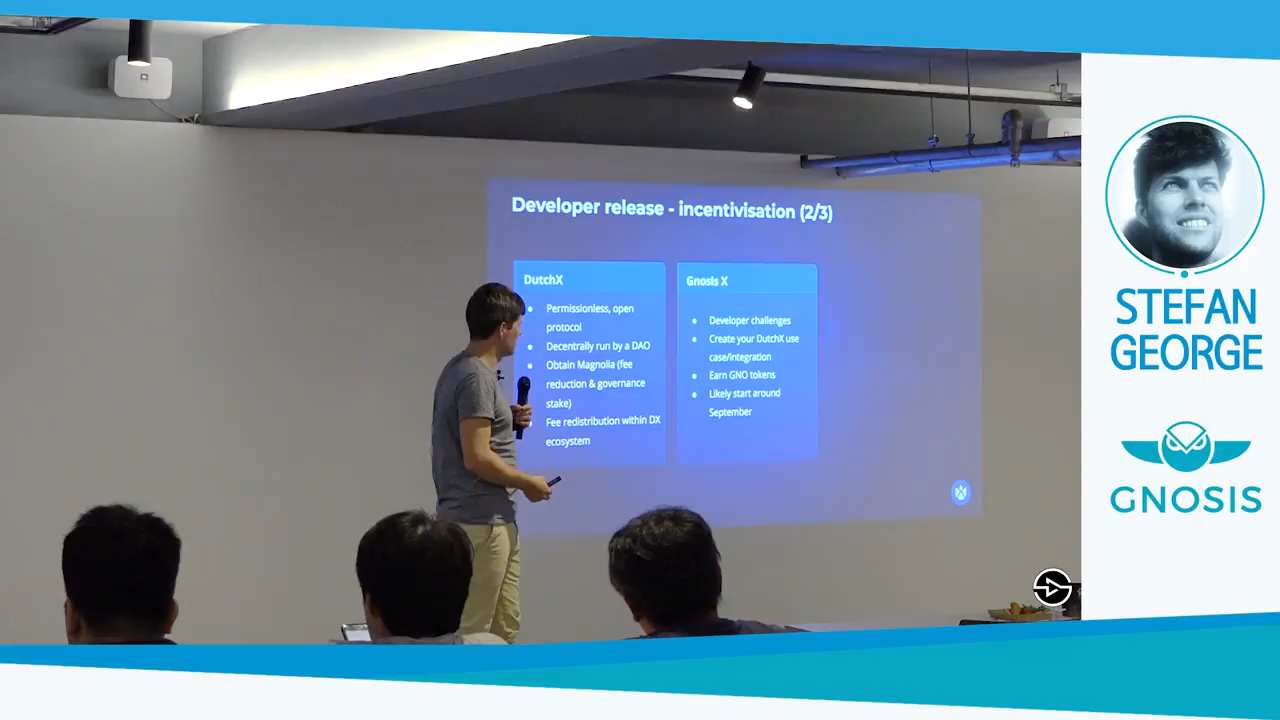 Developer release - incentivisation (2/3)
DutchX
Permissionless, open
protocol
Decentrally run by a DAO
Obtain Magnolia (fee
reduction & governance
stake)
Fee redistribution within DX
ecosystem
Gnosis X
Developer challenges
Create your DutchX use
case/integration
Earn GNO tokens
Likely start around
September
STEFAN
GEORGE
GNOSIS